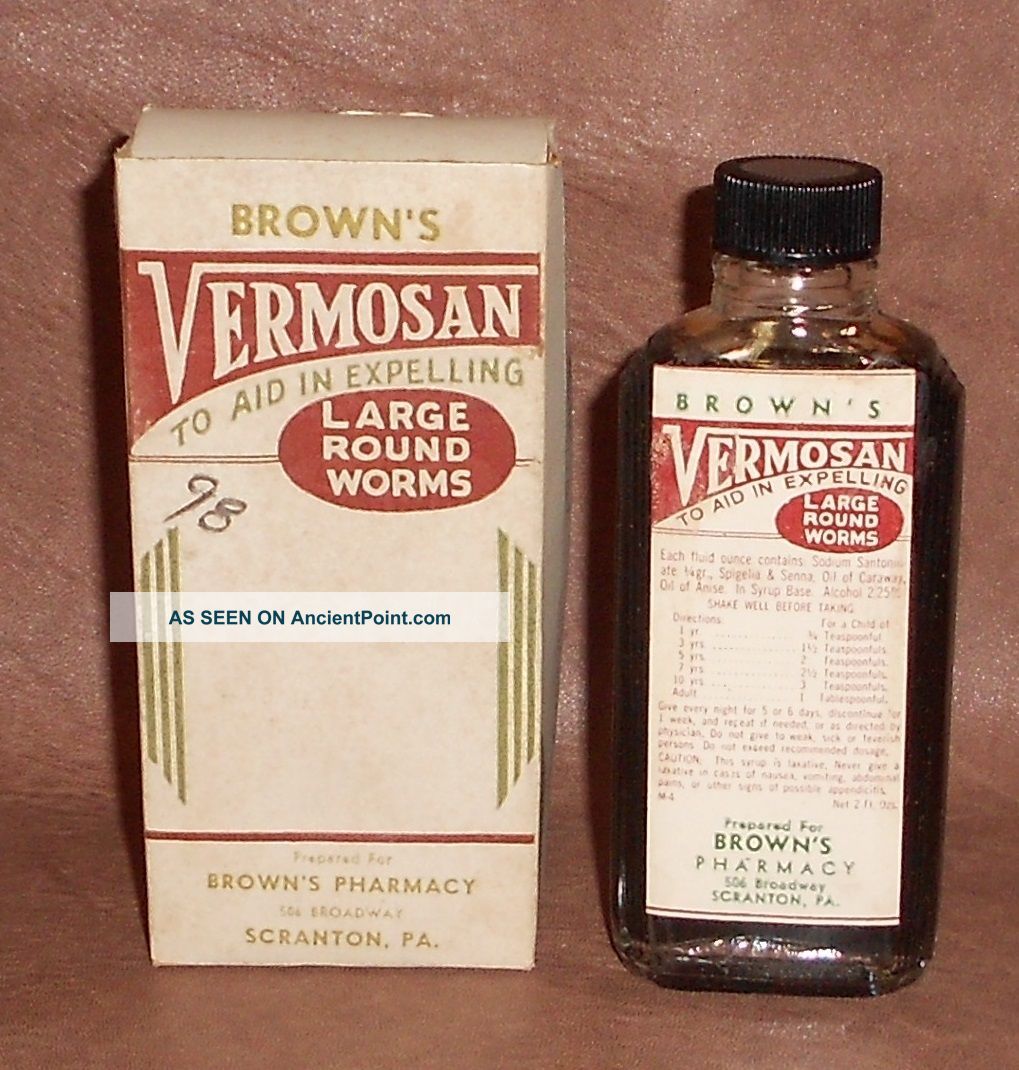 BROWN'S
VERMOSAN
TO AID IN EXPELLING
LARGE
ROUND
WORMS
98
AS SEEN ON AncientPoint.com
Prepared For
BROWN'S PHARMACY
506 BROADWAY
SCRANTON, PA.
BROWN'S
VERMOSAN
TO AID IN EXPELLING
LARGE
ROUND
WORMS
Each fluid ounce contains: Sodium Santonin-
ate ¾gr., Spigelia & Senna, Oil of Caraway,
Oil of Anise. In Syrup Base. Alcohol 2.25%
SHAKE WELL BEFORE TAKING
Directions: For a Child of
1 yr. ............... ¾ Teaspoonful
3 yrs. ............... 1½ Teaspoonfuls.
5 yrs. ............... 2 Teaspoonfuls.
7 yrs. ............... 2½ Teaspoonfuls.
10 yrs. ............... 3 Teaspoonfuls.
Adult ............... 1 Tablespoonful.
Give every night for 5 or 6 days, discontinue for
1 week, and repeat if needed, or as directed by
physician. Do not give to weak, sick or feverish
persons. Do not exceed recommended dosage.
CAUTION: This syrup is laxative. Never give a
laxative in cases of nausea, vomiting, abdominal
pains, or other signs of possible appendicitis.
M-4 Net 2 fl. Ozs.
Prepared For
BROWN'S
PHARMACY
506 Broadway
SCRANTON, PA.